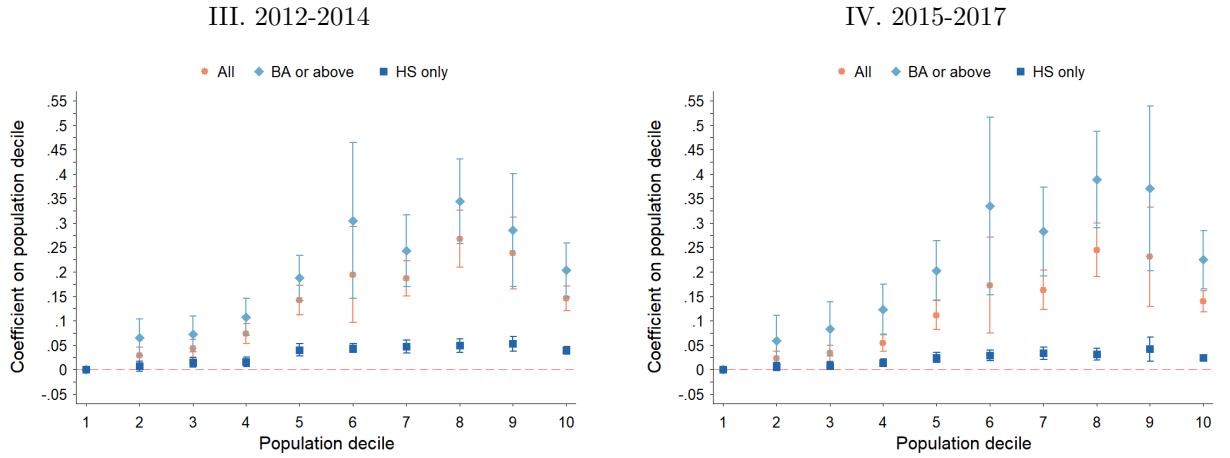 III. 2012-2014
All
BA or above
HS only
Coefficient on population decile
.55
.5
.45
.4
.35
.3
.25
.2
.15
.1
.05
0
-.05
1 2 3 4 5 6 7 8 9 10
Population decile
IV. 2015-2017
All
BA or above
HS only
Coefficient on population decile
.55
.5
.45
.4
.35
.3
.25
.2
.15
.1
.05
0
-.05
1 2 3 4 5 6 7 8 9 10
Population decile